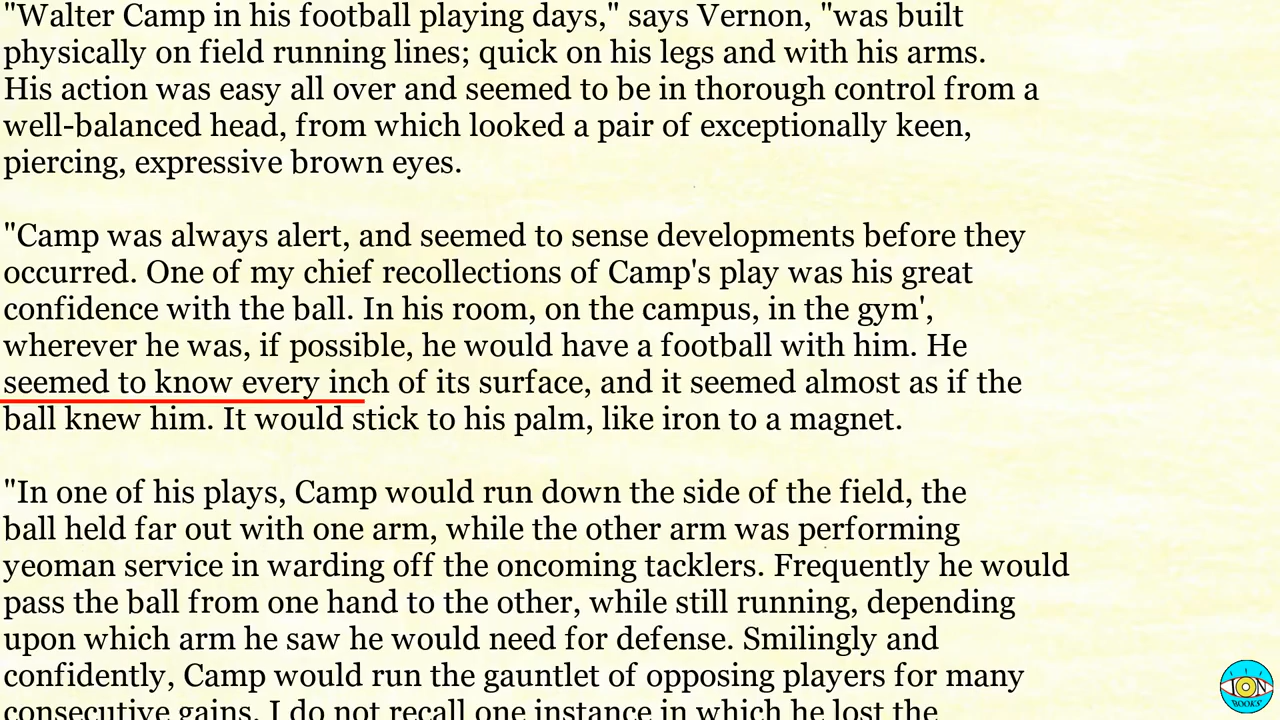 "Walter Camp in his football playing days," says Vernon, "was built
physically on field running lines; quick on his legs and with his arms.
His action was easy all over and seemed to be in thorough control from a
well-balanced head, from which looked a pair of exceptionally keen,
piercing, expressive brown eyes.
"Camp was always alert, and seemed to sense developments before they
occurred. One of my chief recollections of Camp's play was his great
confidence with the ball. In his room, on the campus, in the gym',
wherever he was, if possible, he would have a football with him. He
seemed to know every inch of its surface, and it seemed almost as if the
ball knew him. It would stick to his palm, like iron to a magnet.
"In one of his plays, Camp would run down the side of the field, the
ball held far out with one arm, while the other arm was performing
yeoman service in warding off the oncoming tacklers. Frequently he would
pass the ball from one hand to the other, while still running, depending
upon which arm he saw he would need for defense. Smilingly and
confidently, Camp would run the gauntlet of opposing players for many
consecutive gains. I do not recall one instance in which he lost the
ION
BOOKS